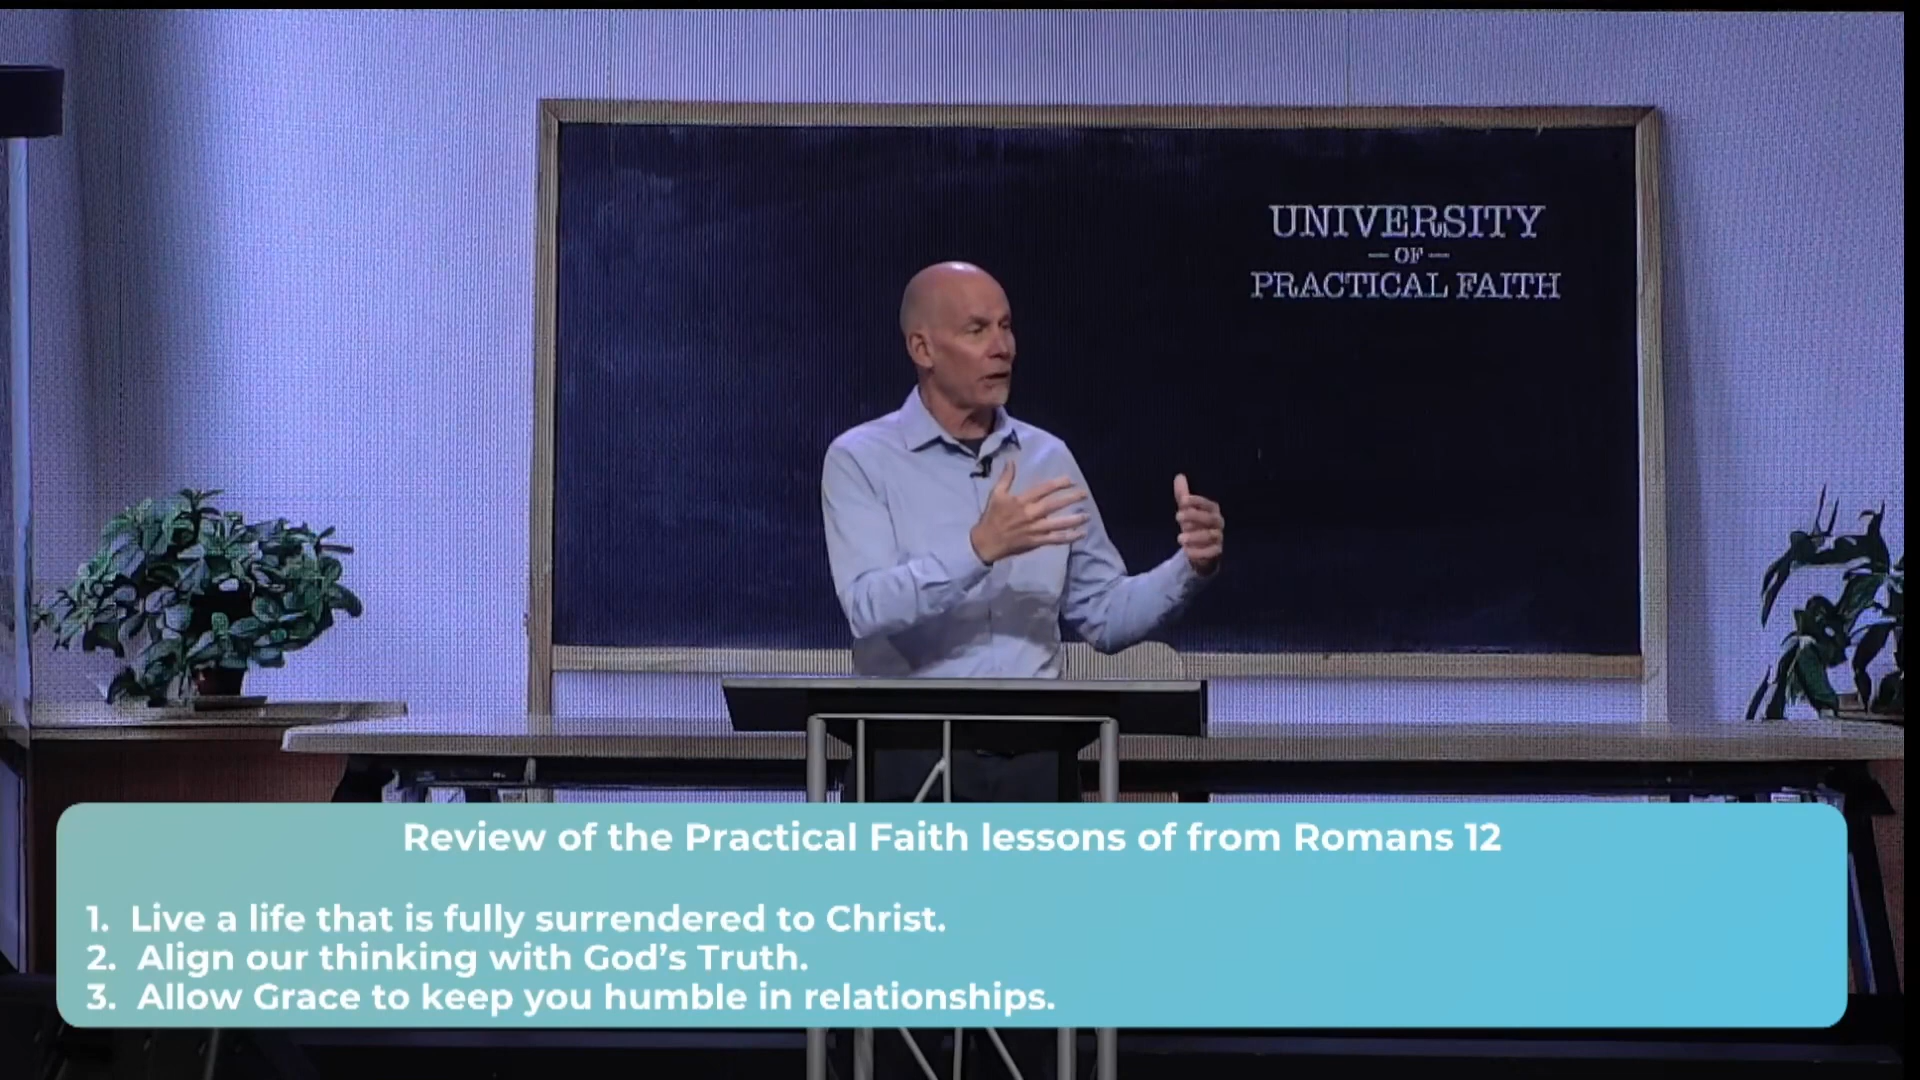 UNIVERSITY
— OF —
PRACTICAL FAITH
Review of the Practical Faith lessons of from Romans 12
1. Live a life that is fully surrendered to Christ.
2. Align our thinking with God's Truth.
3. Allow Grace to keep you humble in relationships.